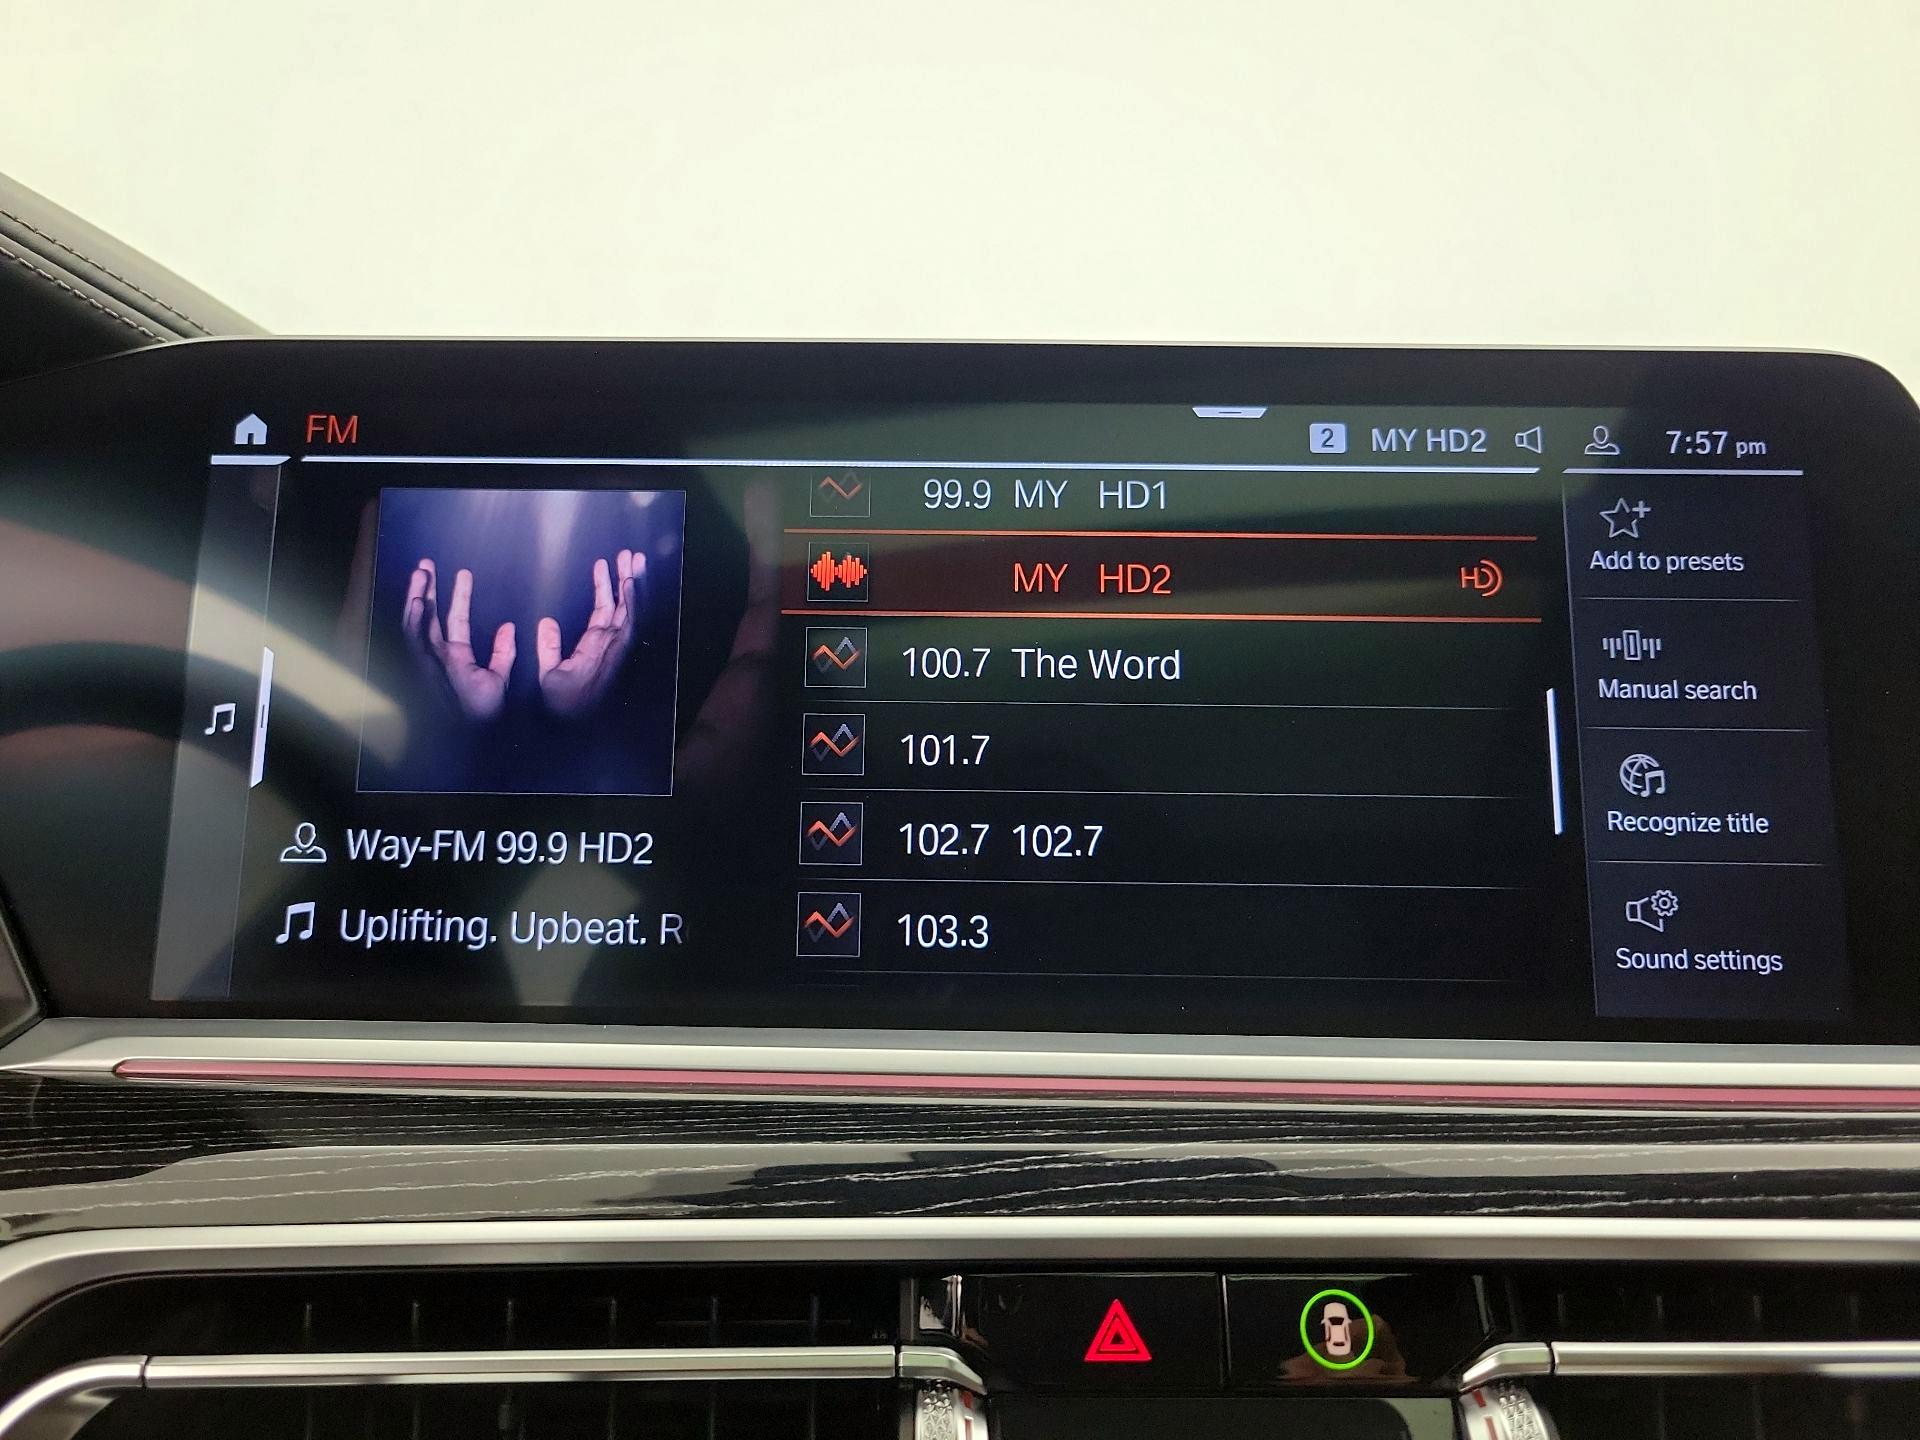 FM
2 MY HD2 7:57 pm
99.9 MY HD1
MY HD2 HD
100.7 The Word
101.7
102.7 102.7
103.3
Way-FM 99.9 HD2
Uplifting. Upbeat. R
Add to presets
Manual search
Recognize title
Sound settings